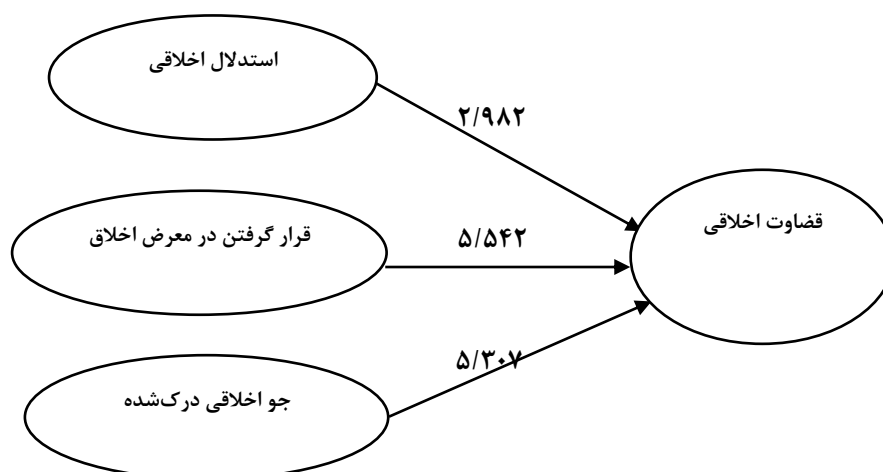 استدلال اخلاقی
۲/۹۸۲
قرار گرفتن در معرض اخلاق
۵/۵۴۲
قضاوت اخلاقی
جو اخلاقی درک‌شده
۵/۳۰۷